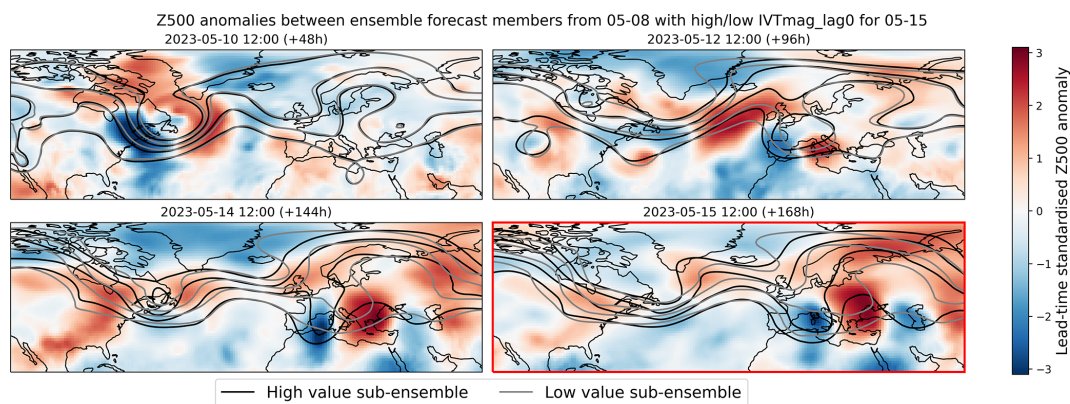 Z500 anomalies between ensemble forecast members from 05-08 with high/low IVTmag_lag0 for 05-15
2023-05-10 12:00 (+48h)
2023-05-12 12:00 (+96h)
2023-05-14 12:00 (+144h)
2023-05-15 12:00 (+168h)
3
2
1
0
−1
−2
−3
Lead-time standardised Z500 anomaly
High value sub-ensemble
Low value sub-ensemble